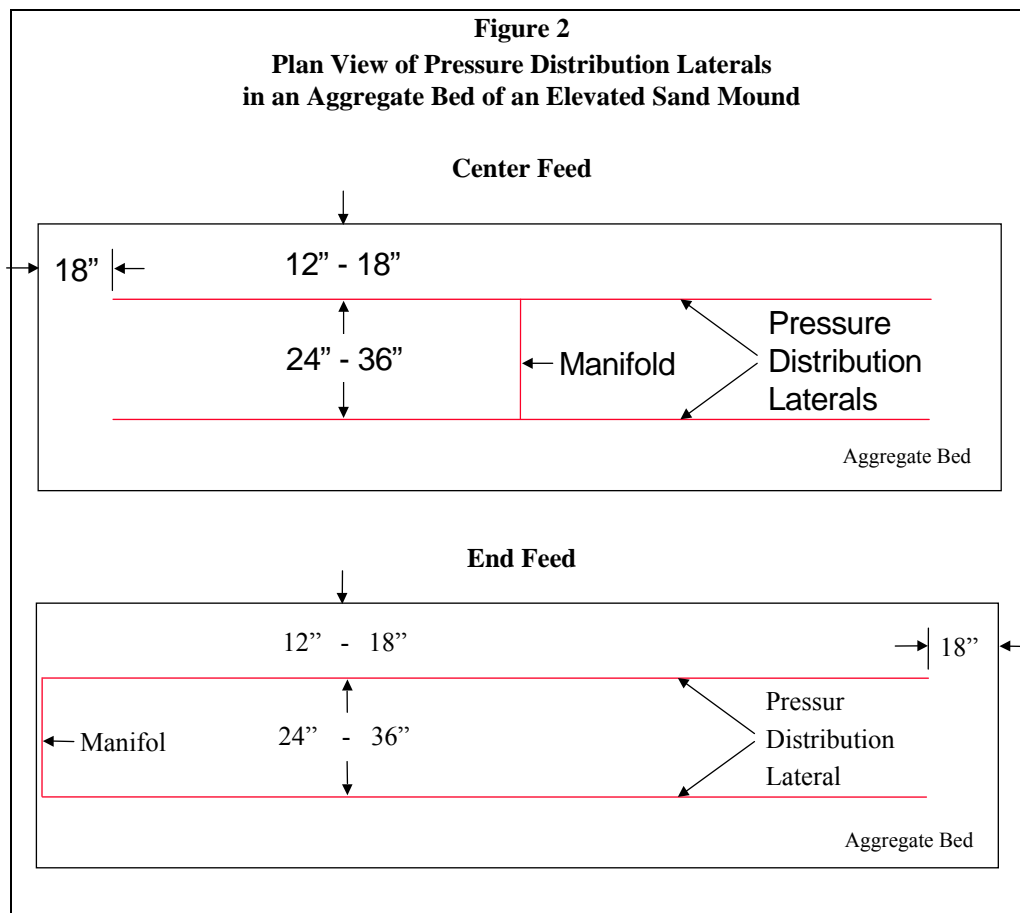 Figure 2
Plan View of Pressure Distribution Laterals
in an Aggregate Bed of an Elevated Sand Mound
Center Feed
18”
12” - 18”
24” - 36”
Manifold
Pressure
Distribution
Laterals
Aggregate Bed
End Feed
12” - 18”
18”
24” - 36”
Manifol
Pressur
Distribution
Lateral
Aggregate Bed